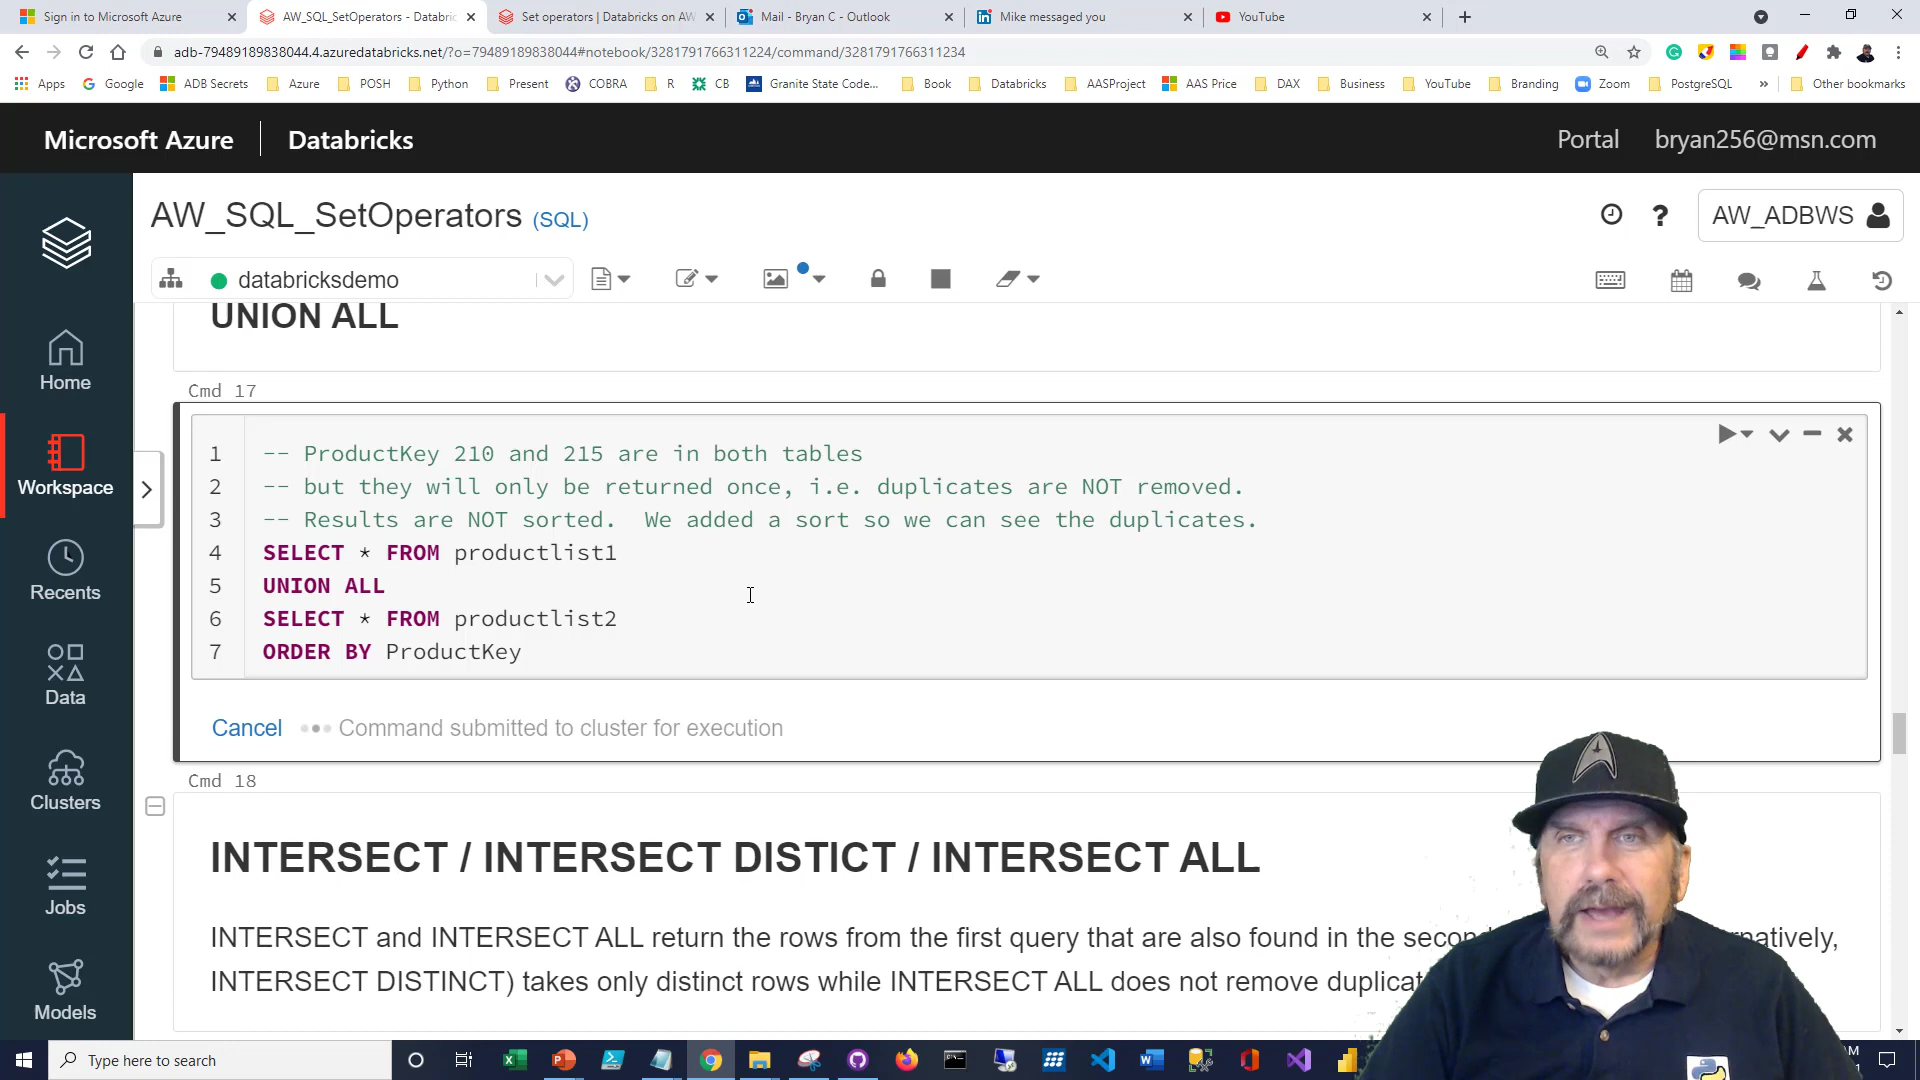 Sign in to Microsoft Azure
AW_SQL_SetOperators - Databric
Set operators | Databricks on AW
Mail - Bryan C - Outlook
Mike messaged you
YouTube
adb-79489189838044.4.azuredatabricks.net/?o=79489189838044#notebook/3281791766311224/command/3281791766311234
Apps
Google
ADB Secrets
Azure
POSH
Python
Present
COBRA
R
CB
Granite State Code...
Book
Databricks
AASProject
AAS Price
DAX
Business
YouTube
Zoom
Branding
PostgreSQL
Other bookmarks
Microsoft Azure
Databricks
Portal
bryan256@msn.com
AW_SQL_SetOperators (SQL)
AW_ADBWS
databricksdemo
Home
Workspace
Recents
Data
Clusters
Jobs
Models
UNION ALL
Cmd 17
1 -- ProductKey 210 and 215 are in both tables
2 -- but they will only be returned once, i.e. duplicates are NOT removed.
3 -- Results are NOT sorted.  We added a sort so we can see the duplicates.
4 SELECT * FROM productlist1
5 UNION ALL
6 SELECT * FROM productlist2
7 ORDER BY ProductKey
Cancel
Command submitted to cluster for execution
Cmd 18
INTERSECT / INTERSECT DISTICT / INTERSECT ALL
INTERSECT and INTERSECT ALL return the rows from the first query that are also found in the
INTERSECT DISTINCT) takes only distinct rows while INTERSECT ALL does not remove
Type here to search